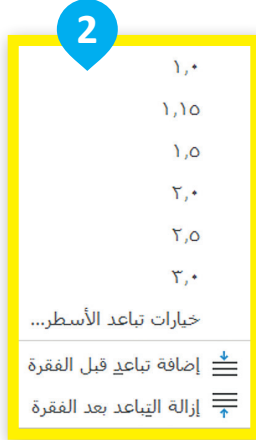 2
١,٠
١,١٥
١,٥
٢,٠
٢,٥
٣,٠
خيارات تباعد الأسطر...
إضافة تباعد قبل الفقرة
إزالة التباعد بعد الفقرة